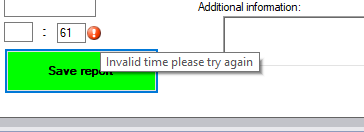 Additional information:
: 61
Invalid time please try again
Save report